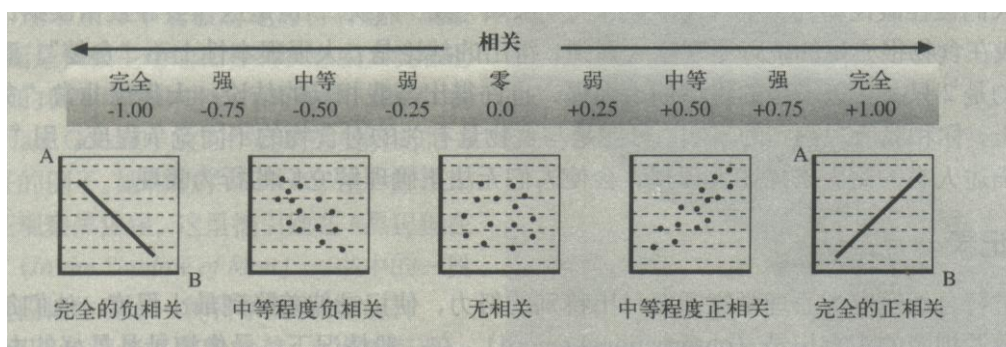 相关
完全 强 中等 弱 零 弱 中等 强 完全
-1.00 -0.75 -0.50 -0.25 0.0 +0.25 +0.50 +0.75 +1.00
A A
B B
完全的负相关 中等程度负相关 无相关 中等程度正相关 完全的正相关